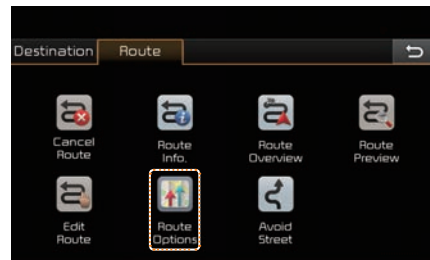 Destination Route
Cancel
Route
Route
Info.
Route
Overview
Route
Preview
Edit
Route
Route
Options
Avoid
Street